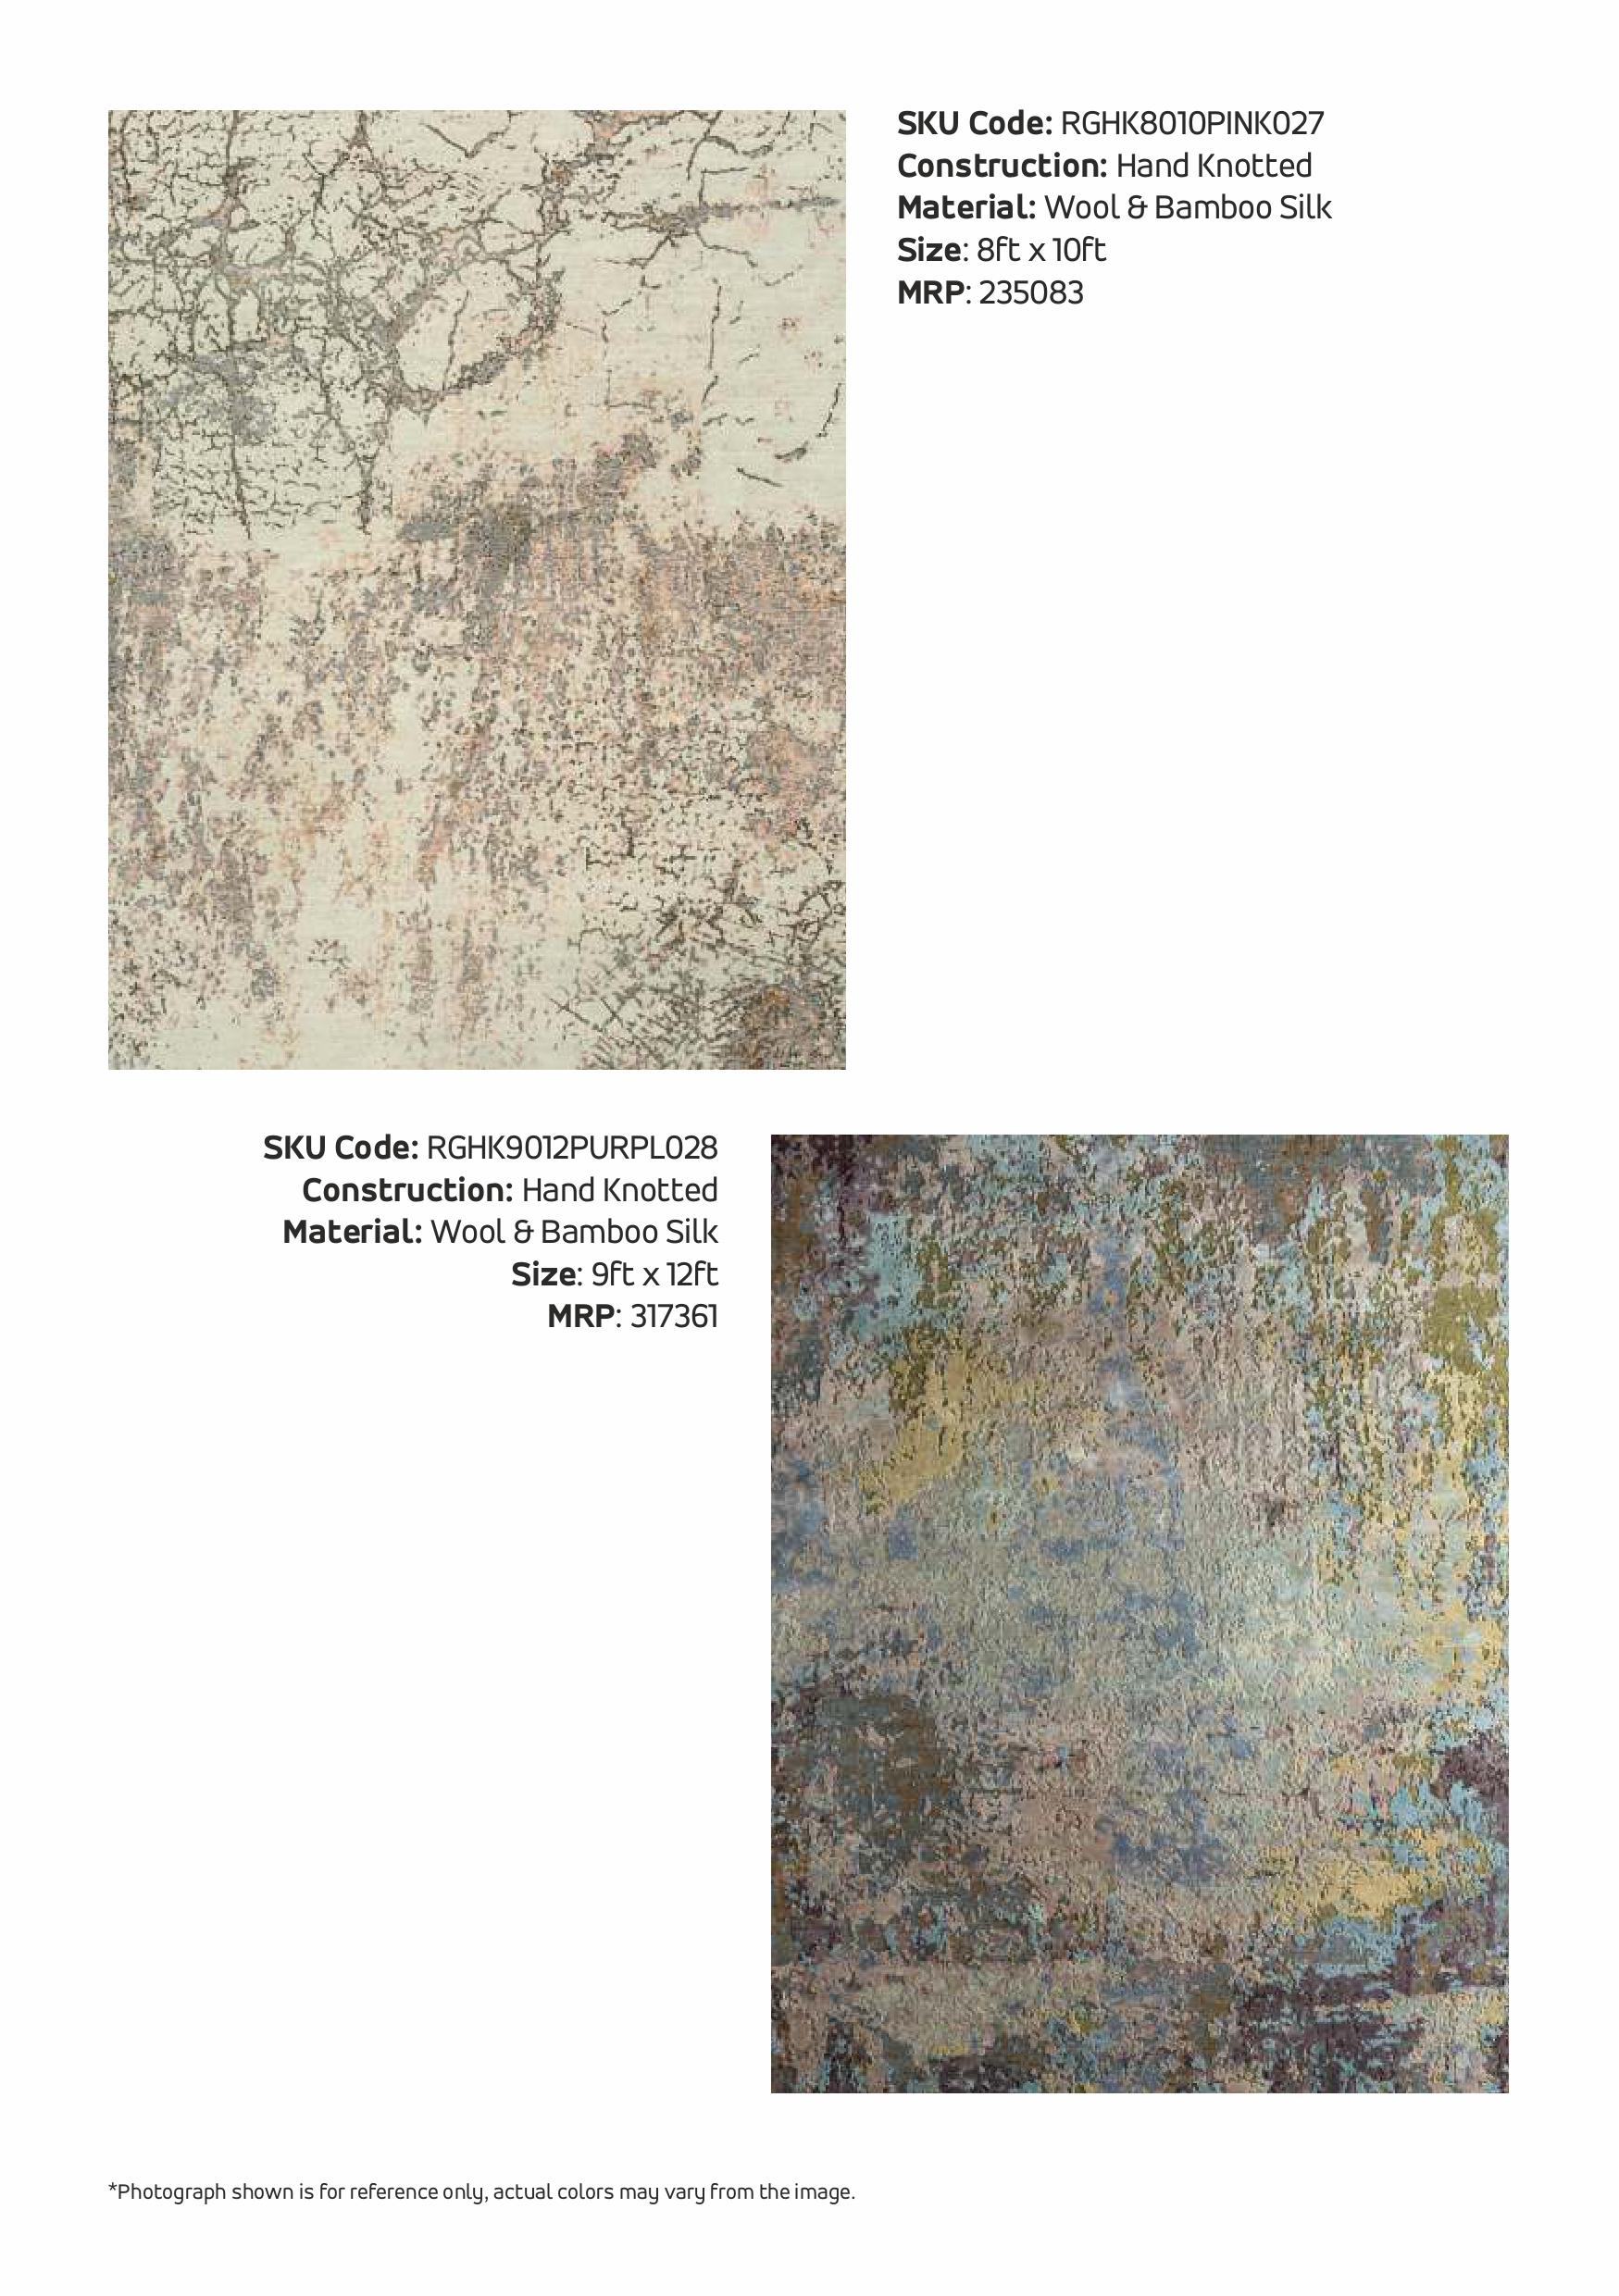 SKU Code: RGHK8010PINK027
Construction: Hand Knotted
Material: Wool & Bamboo Silk
Size: 8ft x 10ft
MRP: 235083
SKU Code: RGHK9012PURPL028
Construction: Hand Knotted
Material: Wool & Bamboo Silk
Size: 9ft x 12ft
MRP: 317361
*Photograph shown is for reference only, actual colors may vary from the image.